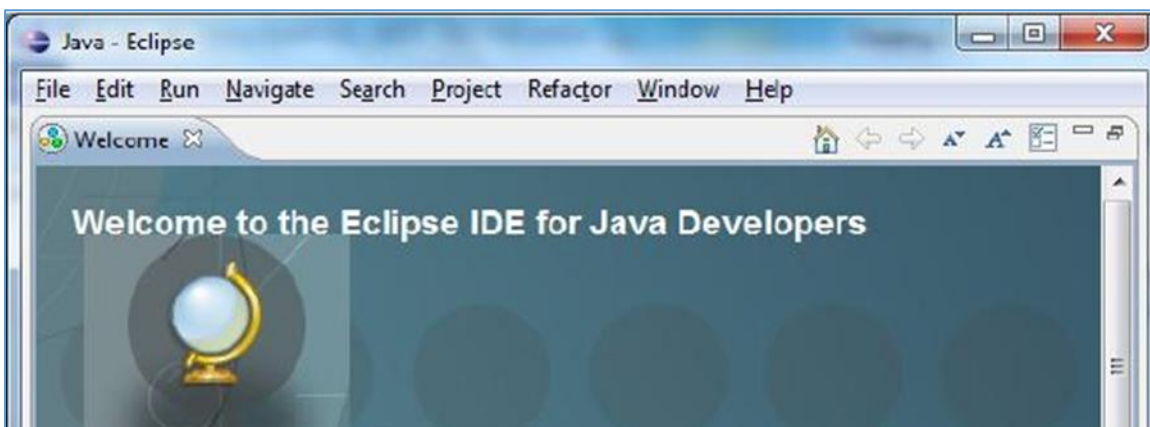 Java - Eclipse
File Edit Run Navigate Search Project Refactor Window Help
Welcome
Welcome to the Eclipse IDE for Java Developers